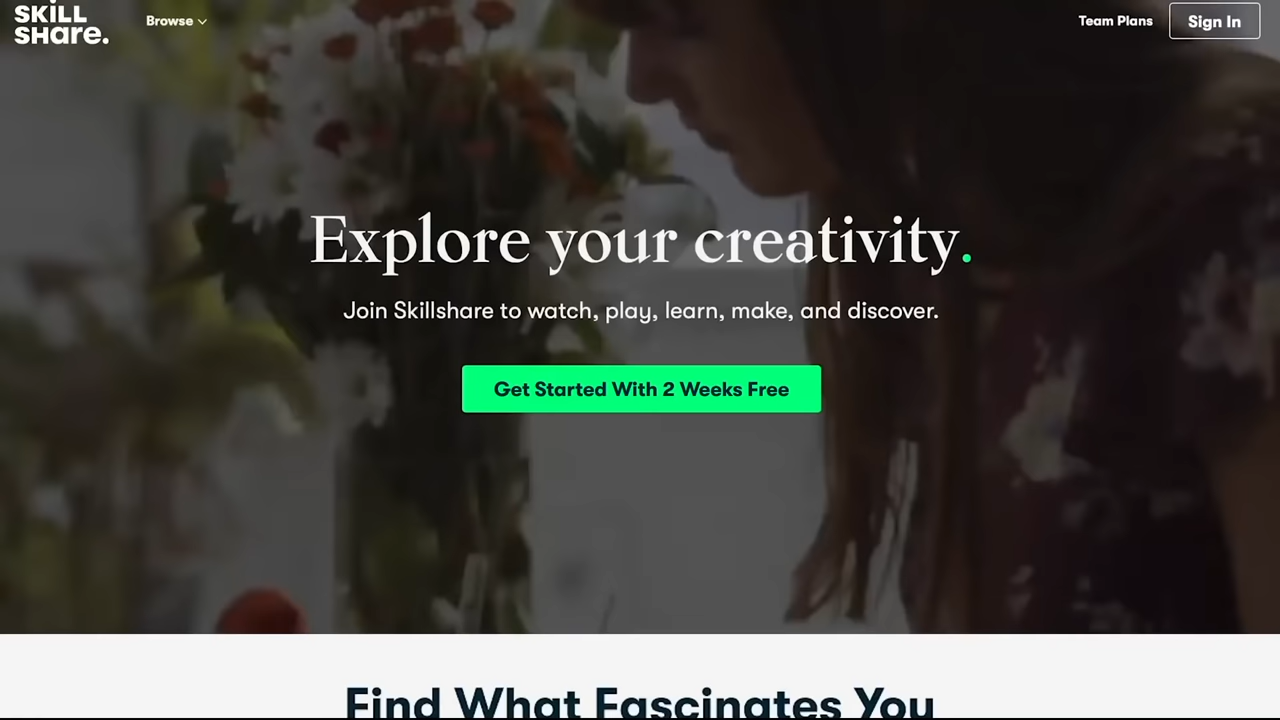 SKiLL
SHare.
Browse
Team Plans
Sign In
Explore your creativity.
Join Skillshare to watch, play, learn, make, and discover.
Get Started With 2 Weeks Free
Find What Fascinates You